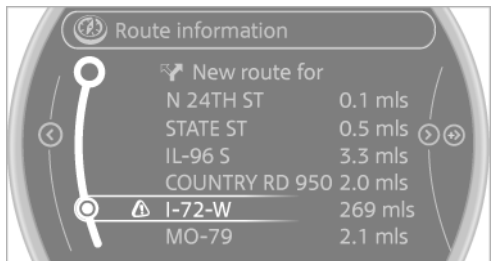 Route information
New route for
N 24TH ST 0.1 mls
STATE ST 0.5 mls
IL-96 S 3.3 mls
COUNTRY RD 950 2.0 mls
I-72-W 269 mls
MO-79 2.1 mls